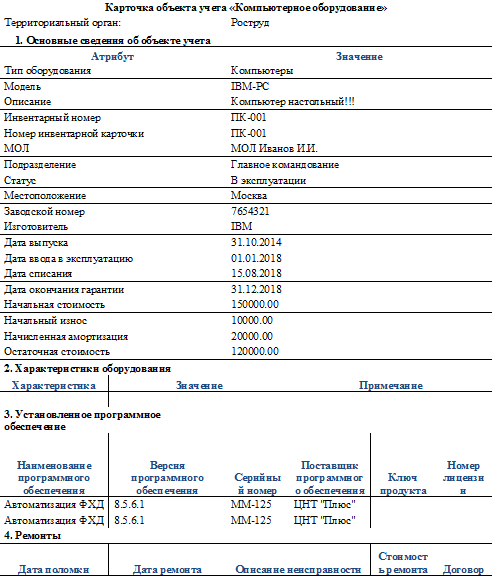 Карточка объекта учета «Компьютерное оборудование»
Территориальный орган: Роструд
1. Основные сведения об объекте учета
Атрибут Значение
Тип оборудования Компьютеры
Модель IBM-PC
Описание Компьютер настольный!!!
Инвентарный номер ПК-001
Номер инвентарной карточки ПК-001
МОЛ МОЛ Иванов И.И.
Подразделение Главное командование
Статус В эксплуатации
Местоположение Москва
Заводской номер 7654321
Изготовитель IBM
Дата выпуска 31.10.2014
Дата ввода в эксплуатацию 01.01.2018
Дата списания 15.08.2018
Дата окончания гарантии 31.12.2018
Начальная стоимость 150000.00
Начальный износ 10000.00
Начисленная амортизация 20000.00
Остаточная стоимость 120000.00
2. Характеристики оборудования
Характеристика Значение Примечание
3. Установленное программное
обеспечение
Наименование Версия Поставщик Номер
программного программного Серийны программног Ключ лицензи
обеспечения обеспечения й номер о обеспечения продукта и
Автоматизация ФХД 8.5.6.1 ММ-125 ЦНТ "Плюс"
Автоматизация ФХД 8.5.6.1 ММ-125 ЦНТ "Плюс"
4. Ремонты
Стоимост
Дата поломки Дата ремонта Описание неисправности ь ремонта Договор